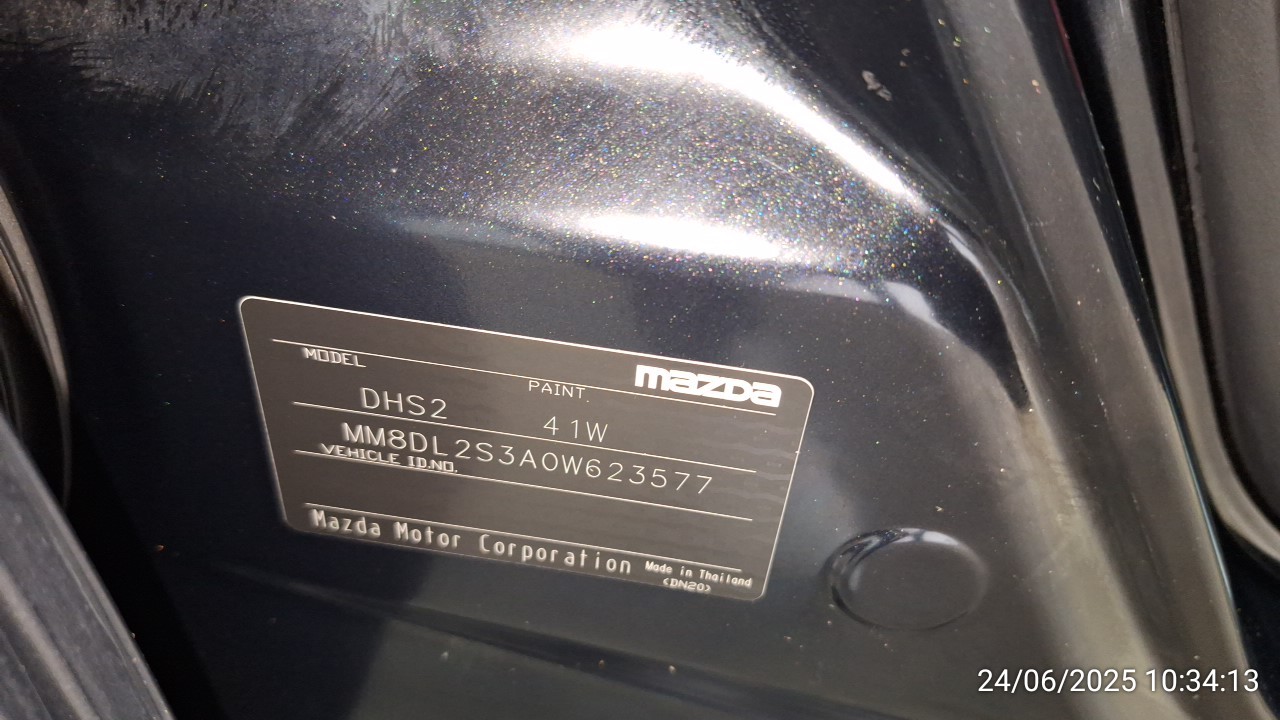 MODEL
PAINT
mazda
DHS2
41W
MM8DL2S3A0W623577
VEHICLE ID.NO.
Mazda Motor Corporation
Made in Thailand
<DN20>
24/06/2025 10:34:13